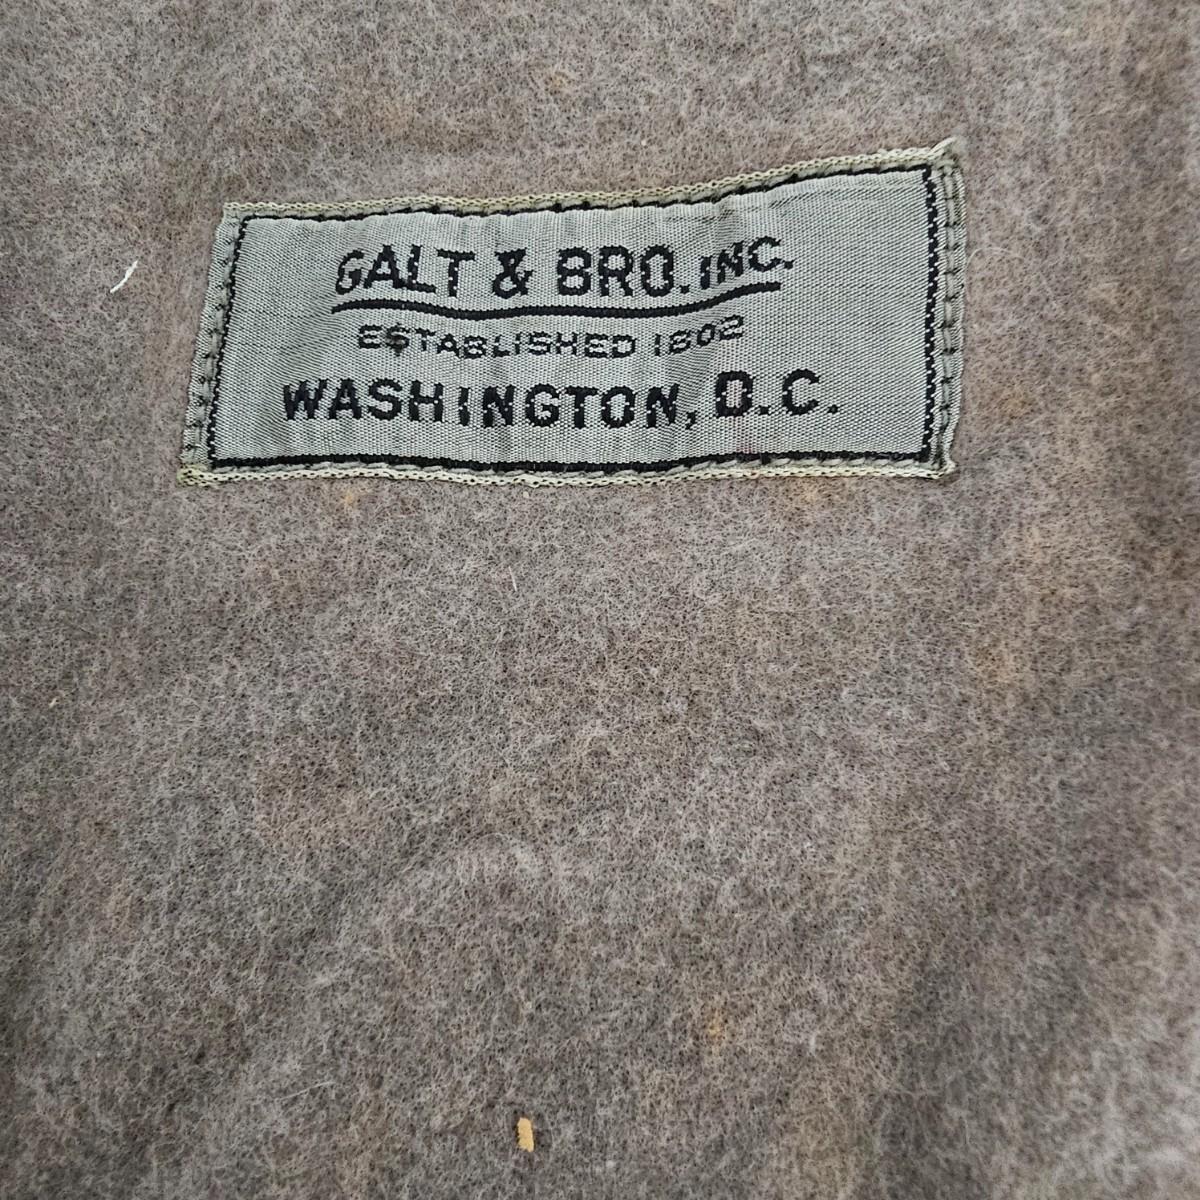 GALT & BRO. INC.
ESTABLISHED 1802
WASHINGTON, D.C.